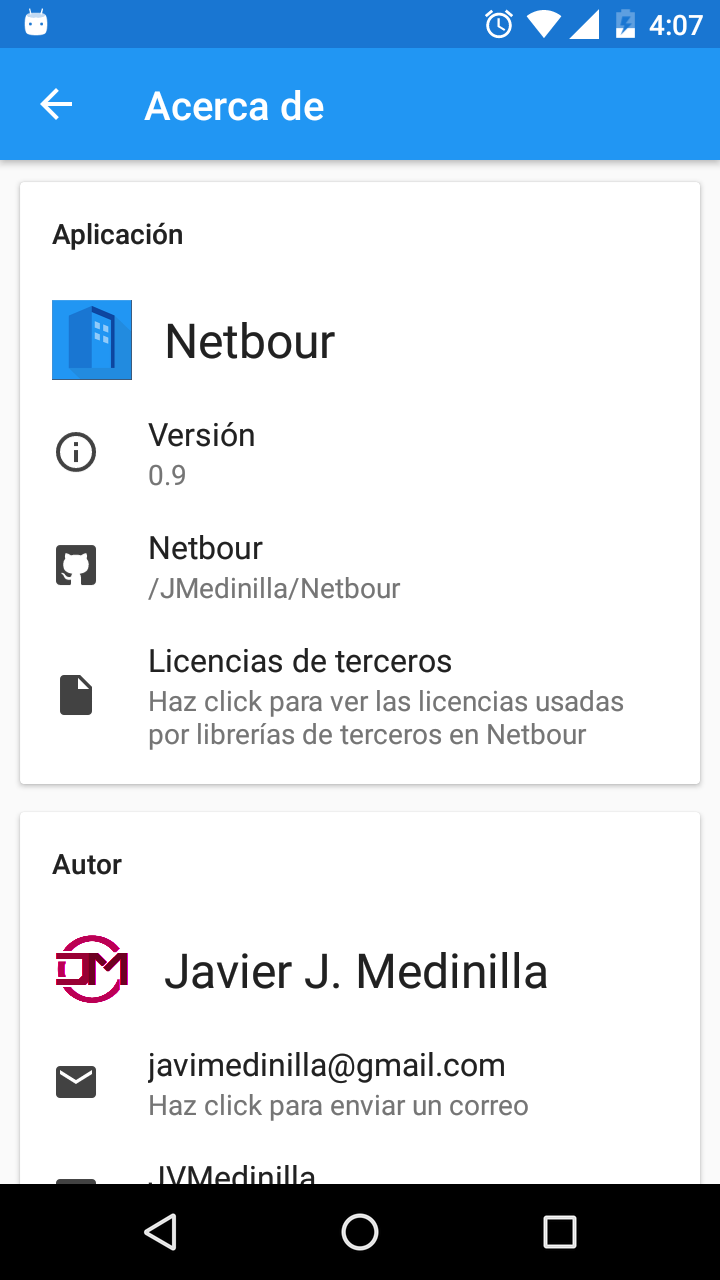 4:07
Acerca de
Aplicación
Netbour
Versión
0.9
Netbour
/JMedinilla/Netbour
Licencias de terceros
Haz click para ver las licencias usadas
por librerías de terceros en Netbour
Autor
JM
Javier J. Medinilla
javimedinilla@gmail.com
Haz click para enviar un correo
JVMedinilla